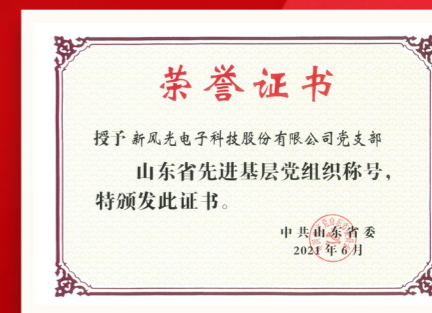 荣誉证书
授予新风光电子科技股份有限公司党支部
山东省先进基层党组织称号，
特颁发此证书。
中共山东省委
2021年6月